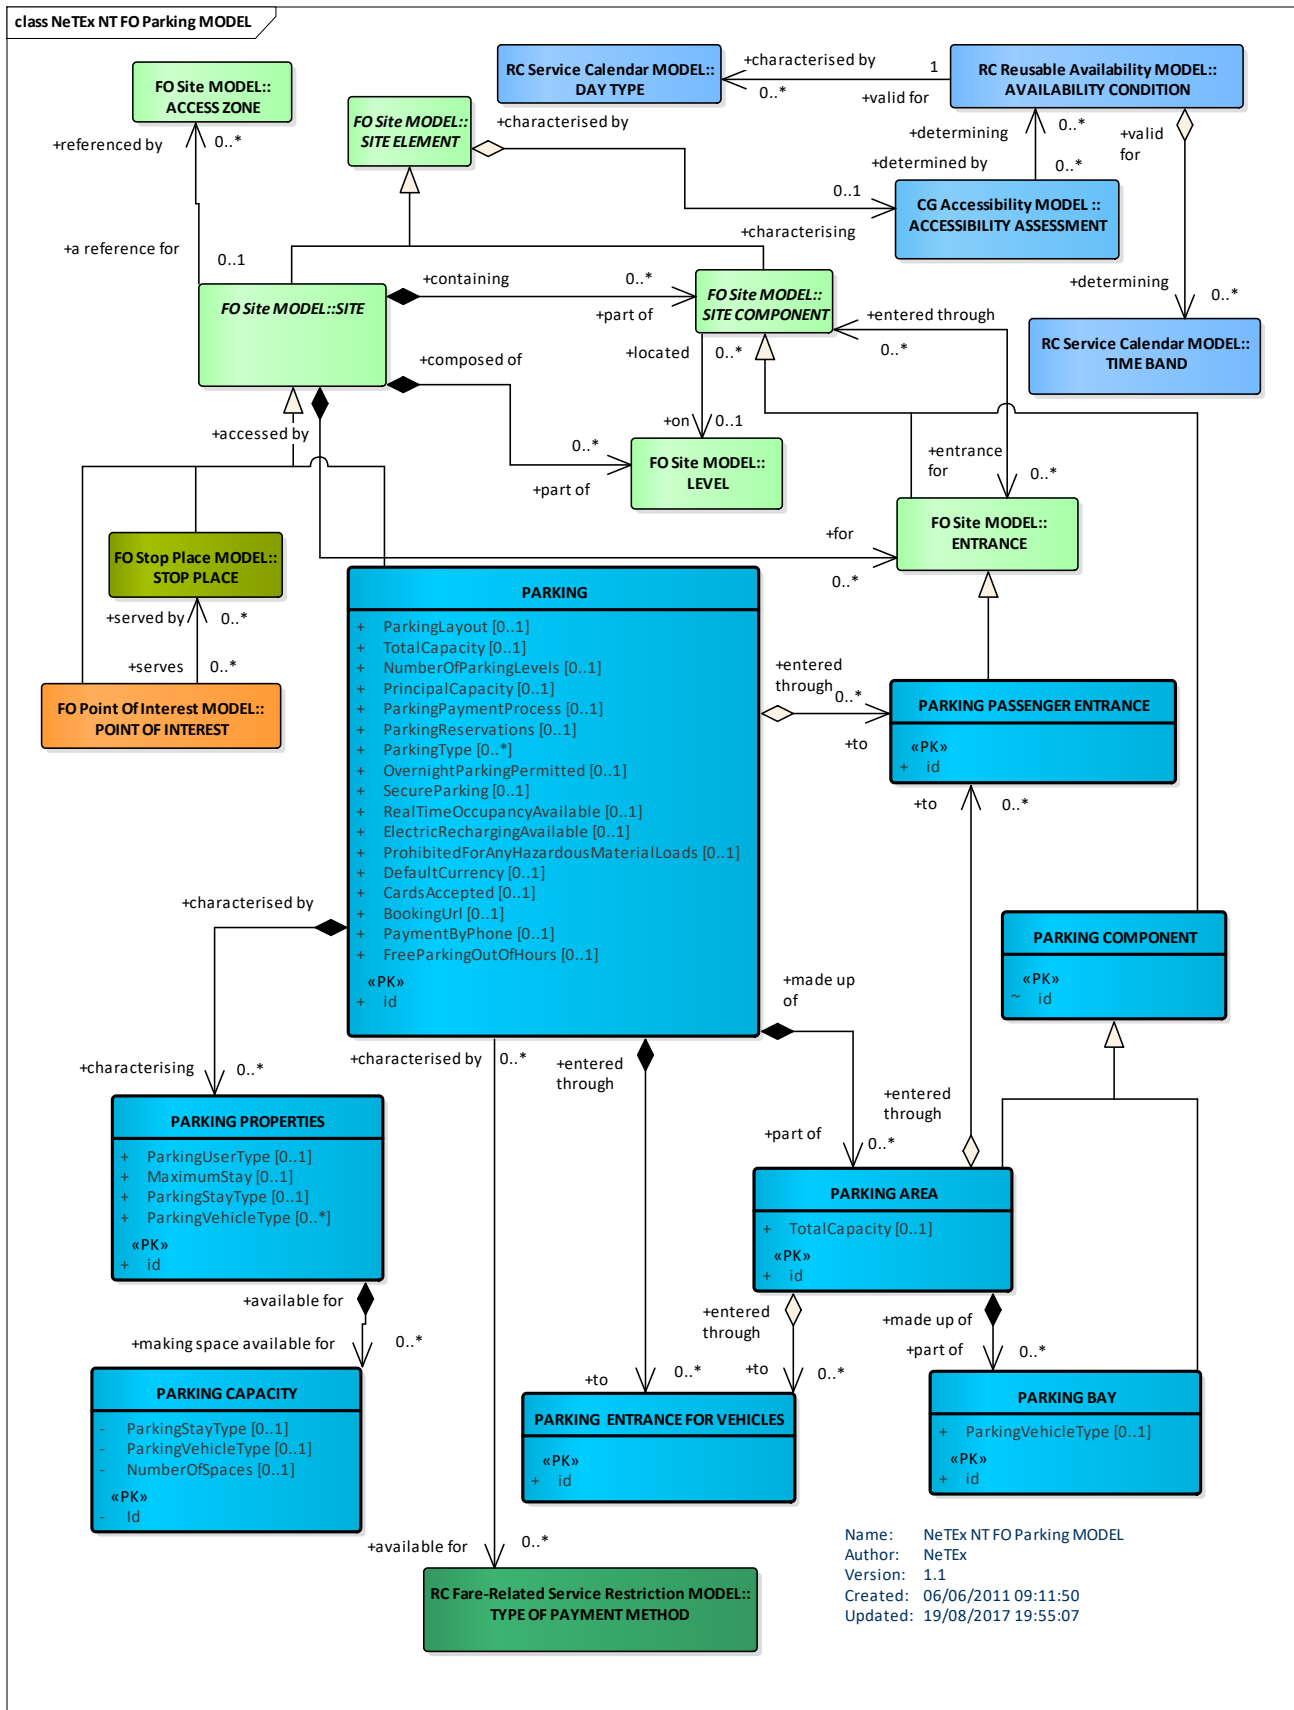 class NeTEx NT FO Parking MODEL
FO Site MODEL::
ACCESS ZONE
+referenced by
0..*
+a reference for
0..1
FO Site MODEL::
SITE ELEMENT
+characterised by
0..1
+characterising
RC Service Calendar MODEL::
DAY TYPE
+characterised by
0..*
1
+valid for
RC Reusable Availability MODEL::
AVAILABILITY CONDITION
+determining
0..*
+determined by
0..*
+valid
for
CG Accessibility MODEL ::
ACCESSIBILITY ASSESSMENT
+determining
0..*
RC Service Calendar MODEL::
TIME BAND
FO Site MODEL::SITE
+containing
0..*
+part of
FO Site MODEL::
SITE COMPONENT
+entered through
0..*
+composed of
+located
0..*
+on
0..1
+accessed by
0..*
+part of
FO Site MODEL::
LEVEL
+entrance
for
0..*
FO Site MODEL::
ENTRANCE
+for
0..*
FO Stop Place MODEL::
STOP PLACE
+served by
0..*
+serves
0..*
FO Point Of Interest MODEL::
POINT OF INTEREST
PARKING
+ ParkingLayout [0..1]
+ TotalCapacity [0..1]
+ NumberOfParkingLevels [0..1]
+ PrincipalCapacity [0..1]
+ ParkingPaymentProcess [0..1]
+ ParkingReservations [0..1]
+ ParkingType [0..*]
+ OvernightParkingPermitted [0..1]
+ SecureParking [0..1]
+ RealTimeOccupancyAvailable [0..1]
+ ElectricRechargingAvailable [0..1]
+ ProhibitedForAnyHazardousMaterialLoads [0..1]
+ DefaultCurrency [0..1]
+ CardsAccepted [0..1]
+ BookingUrl [0..1]
+ PaymentByPhone [0..1]
+ FreeParkingOutOfHours [0..1]
«PK»
+ id
+entered
through
0..*
+to
PARKING PASSENGER ENTRANCE
«PK»
+ id
+to
0..*
+characterised by
PARKING COMPONENT
«PK»
~ id
+made up
of
+characterising
0..*
+characterised by
0..*
+entered
through
+entered
through
+part of
0..*
PARKING PROPERTIES
+ ParkingUserType [0..1]
+ MaximumStay [0..1]
+ ParkingStayType [0..1]
+ ParkingVehicleType [0..*]
«PK»
+ id
PARKING AREA
+ TotalCapacity [0..1]
«PK»
+ id
+available for
+making space available for
0..*
+entered
through
+made up of
+part of
0..*
PARKING CAPACITY
- ParkingStayType [0..1]
- ParkingVehicleType [0..1]
- NumberOfSpaces [0..1]
«PK»
- Id
+to
0..*
+to
0..*
PARKING ENTRANCE FOR VEHICLES
«PK»
+ id
PARKING BAY
+ ParkingVehicleType [0..1]
«PK»
+ id
+available for
0..*
RC Fare-Related Service Restriction MODEL::
TYPE OF PAYMENT METHOD
Name: NeTEx NT FO Parking MODEL
Author: NeTEx
Version: 1.1
Created: 06/06/2011 09:11:50
Updated: 19/08/2017 19:55:07